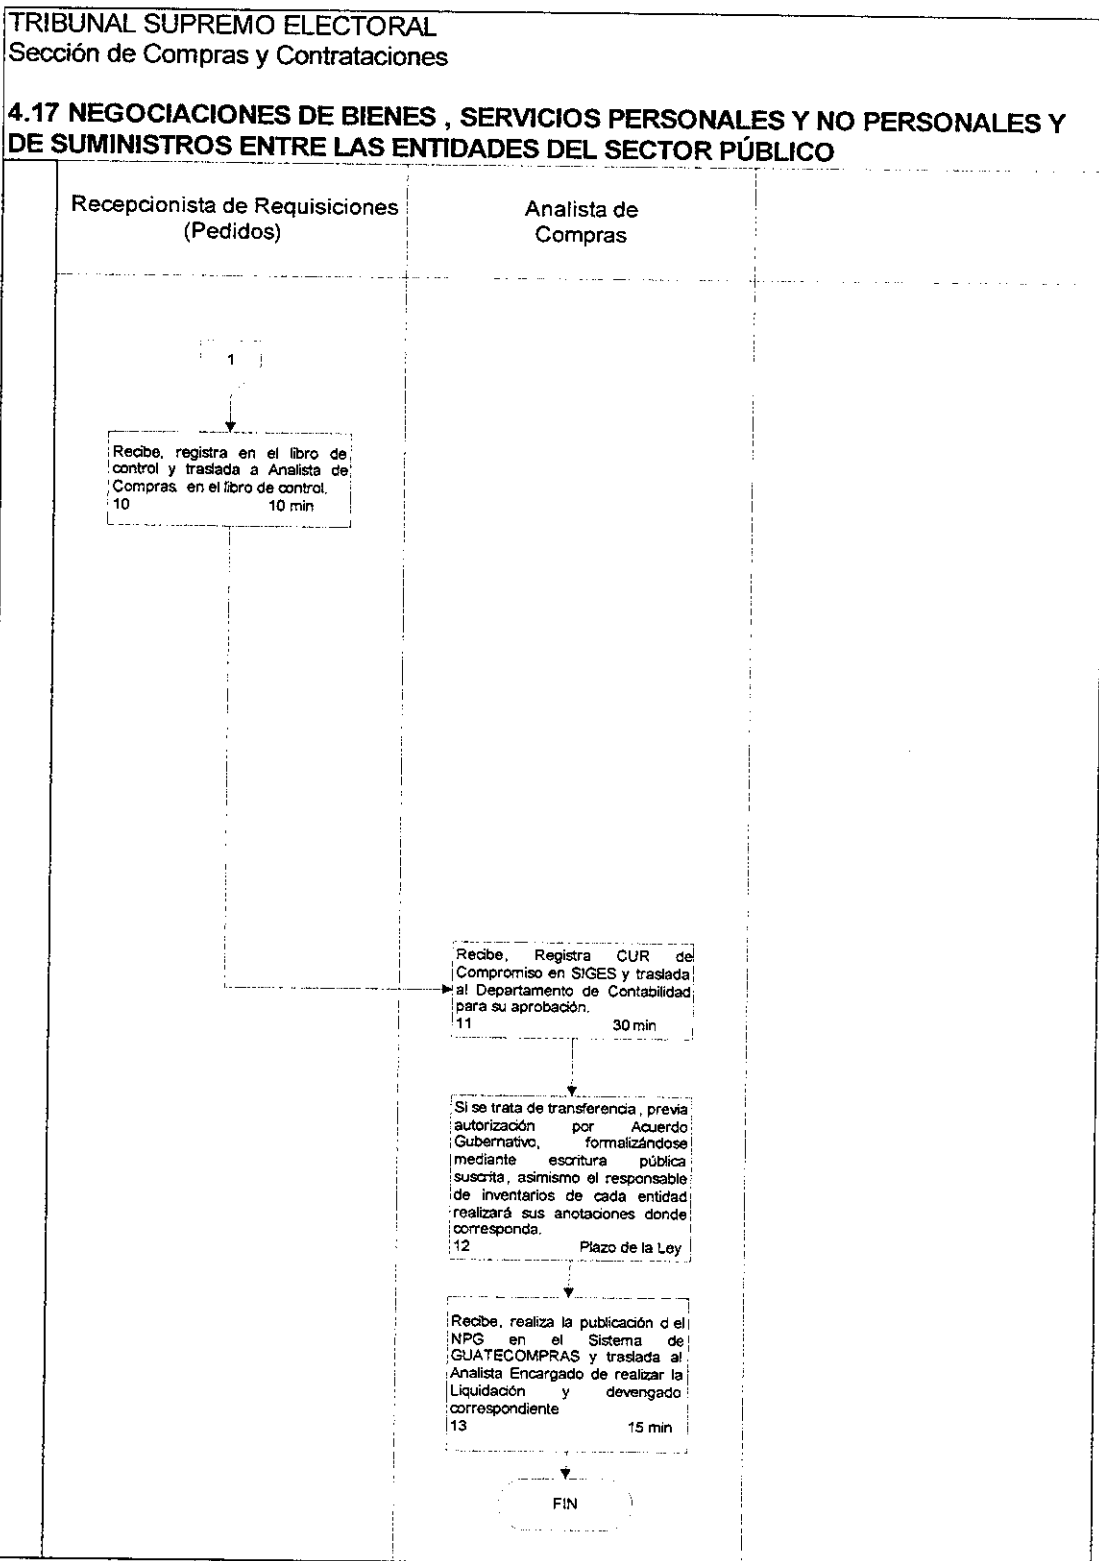 TRIBUNAL SUPREMO ELECTORAL
Sección de Compras y Contrataciones
4.17 NEGOCIACIONES DE BIENES , SERVICIOS PERSONALES Y NO PERSONALES Y
DE SUMINISTROS ENTRE LAS ENTIDADES DEL SECTOR PÚBLICO
Recepcionista de Requisiciones
(Pedidos)
Analista de
Compras
1
Recibe, registra en el libro de
control y traslada a Analista de
Compras. en el libro de control.
10 10 min
Recibe, Registra CUR de
Compromiso en SIGES y traslada
al Departamento de Contabilidad
para su aprobación.
11 30 min
Si se trata de transferencia , previa
autorización por Acuerdo
Gubernativo, formalizándose
mediante escritura pública
suscrita, asimismo el responsable
de inventarios de cada entidad
realizará sus anotaciones donde
corresponda.
12 Plazo de la Ley
Recibe, realiza la publicación d el
NPG en el Sistema de
GUATECOMPRAS y traslada al
Analista Encargado de realizar la
Liquidación y devengado
correspondiente
13 15 min
FIN